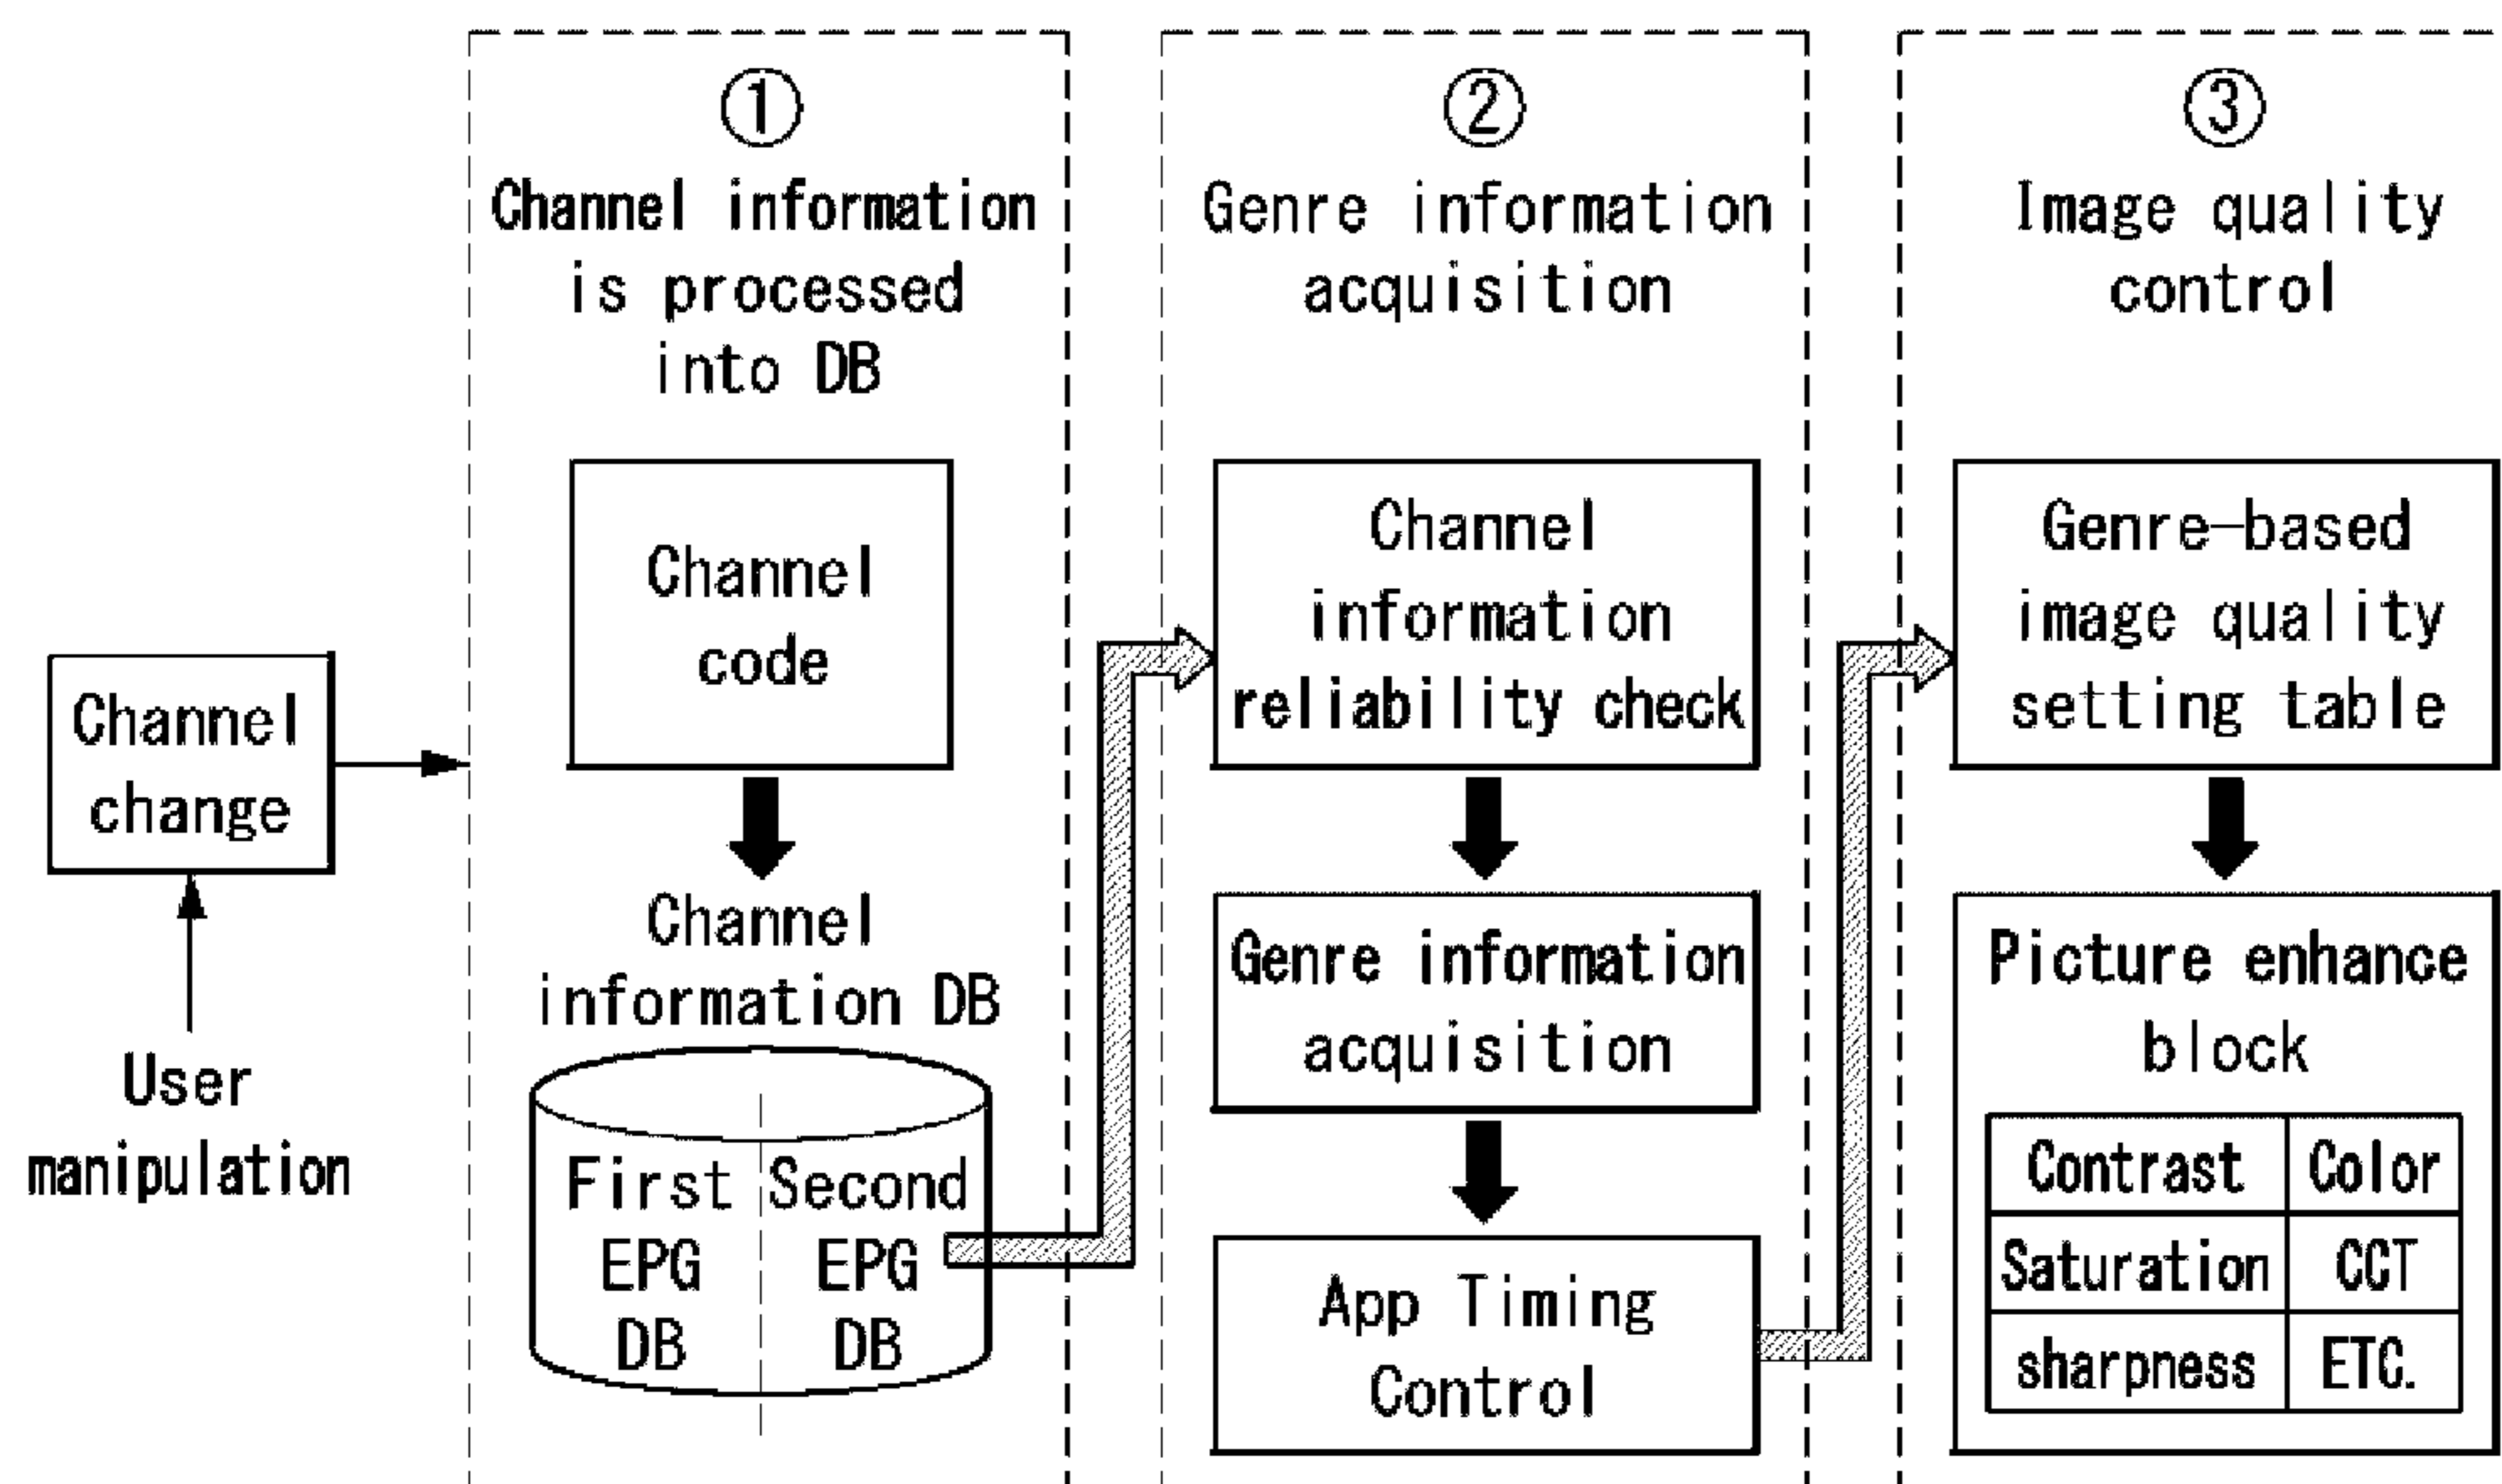 Channel
change
User
manipulation
①
Channel information
is processed
into DB
Channel
code
Channel
information DB
First
EPG
DB
Second
EPG
DB
②
Genre information
acquisition
Channel
information
reliability check
Genre information
acquisition
App Timing
Control
③
Image quality
control
Genre-based
image quality
setting table
Picture enhance
block
Contrast Color
Saturation CCT
sharpness ETC.